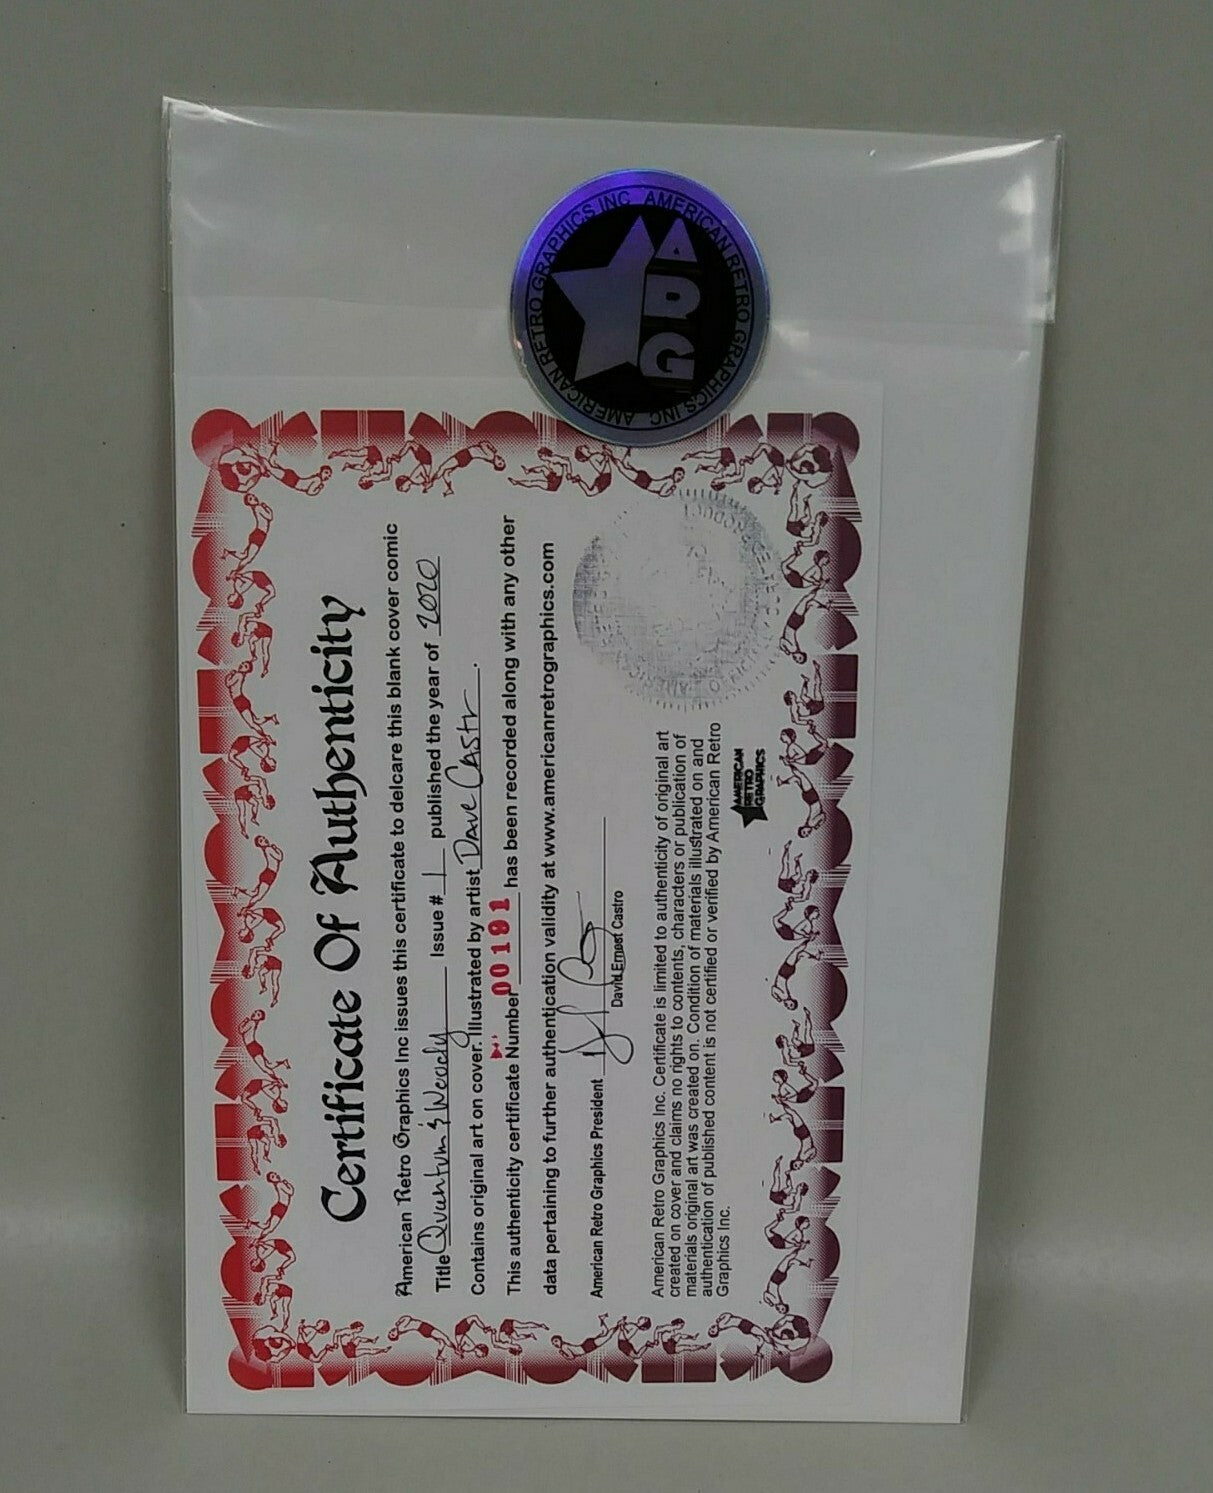 AMERICAN RETRO GRAPHICS INC AMERICAN RETRO GRAPHICS INC
ARG
Certificate Of Authenticity
American Retro Graphics Inc issues this certificate to delcare this blank cover comic
Title Quantum & Woody Issue # 1 published the year of 2020
Contains original art on cover. Illustrated by artist Dave Castr.
This authenticity certificate Number 00191 has been recorded along with any other
data pertaining to further authentication validity at www.americanretrographics.com
American Retro Graphics President
David Ernest Castro
American Retro Graphics Inc. Certificate is limited to authenticity of original art
created on cover and claims no rights to contents, characters or publication of
materials original art was created on. Condition of materials illustrated on and
authentication of published content is not certified or verified by American Retro
Graphics Inc.
AMERICAN
RETRO
GRAPHICS